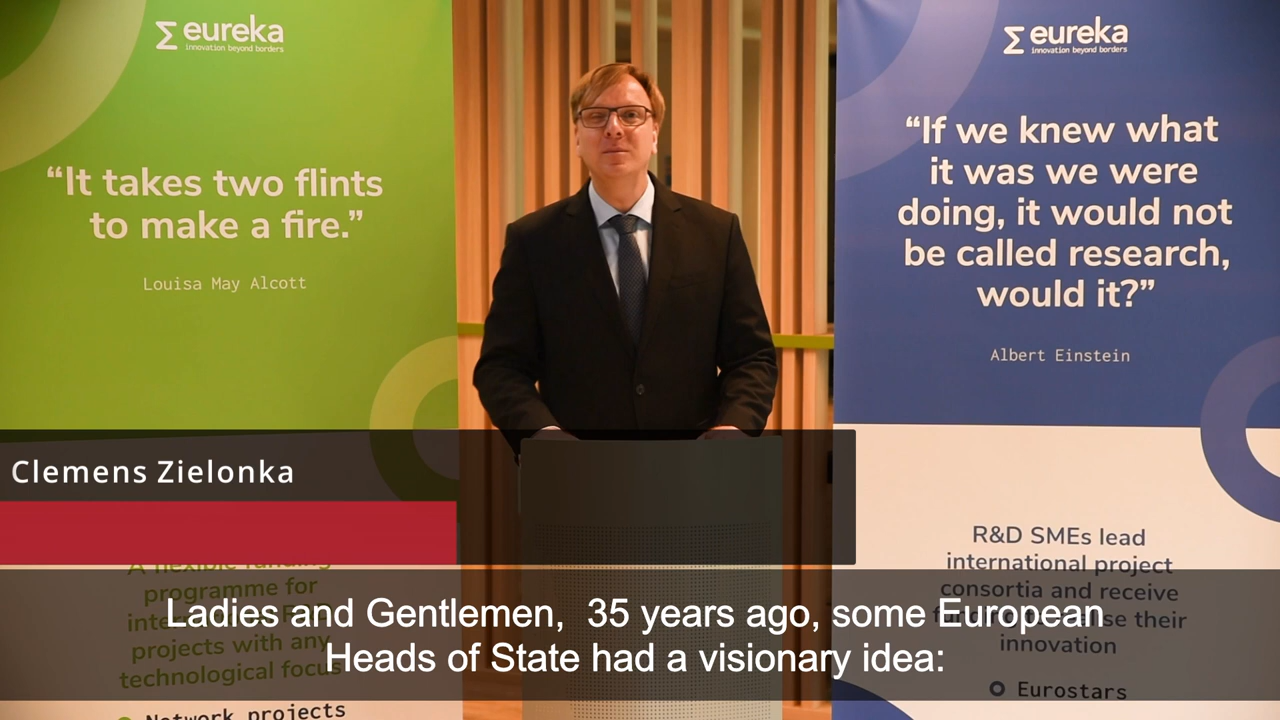 eureka
innovation beyond borders
“It takes two flints
to make a fire.”
Louisa May Alcott
eureka
innovation beyond borders
“If we knew what
it was we were
doing, it would not
be called research,
would it?”
Albert Einstein
Clemens Zielonka
A flexible funding
programme for
projects with any
technological focus
Network projects
R&D SMEs lead
international project
consortia and receive
their
innovation
Eurostars
Ladies and Gentlemen,  35 years ago, some European
Heads of State had a visionary idea: